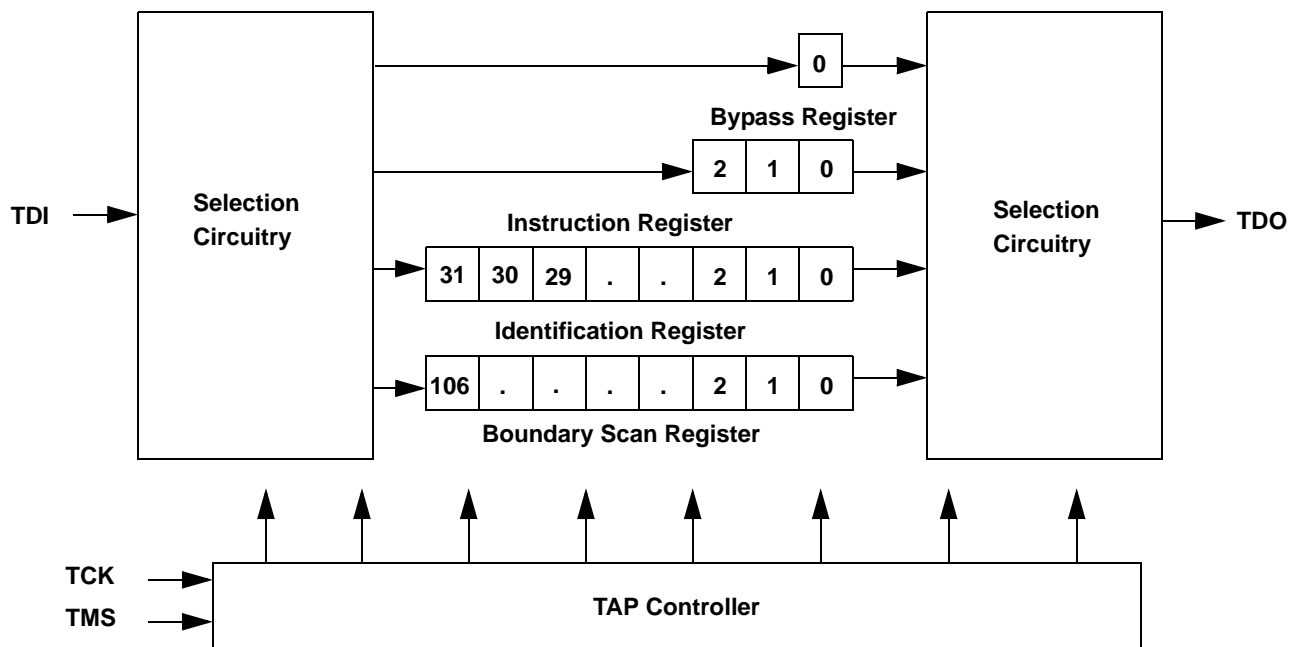 0
Bypass Register
2 1 0
TDI
Selection
Circuitry
Instruction Register
Selection
Circuitry
TDO
31 30 29 . . 2 1 0
Identification Register
106 . . . . 2 1 0
Boundary Scan Register
TCK
TMS
TAP Controller